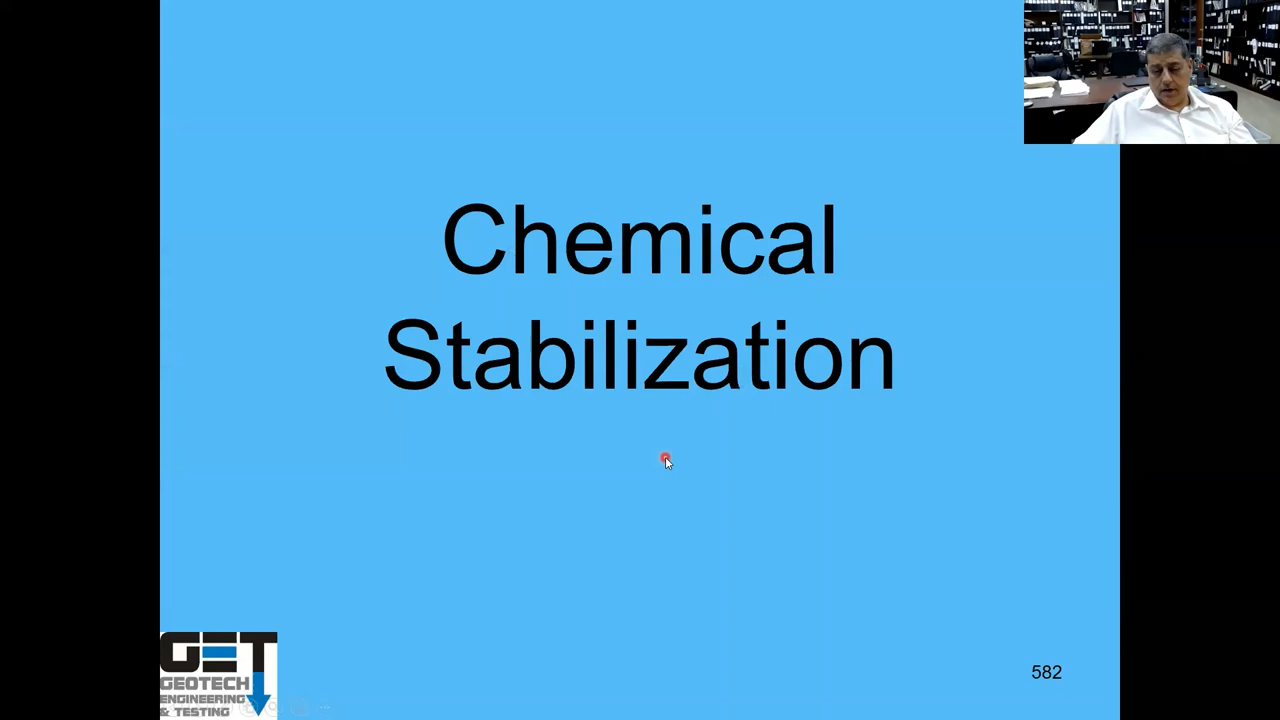 Chemical
Stabilization
GET
GEOTECH
ENGINEERING
& TESTING
582